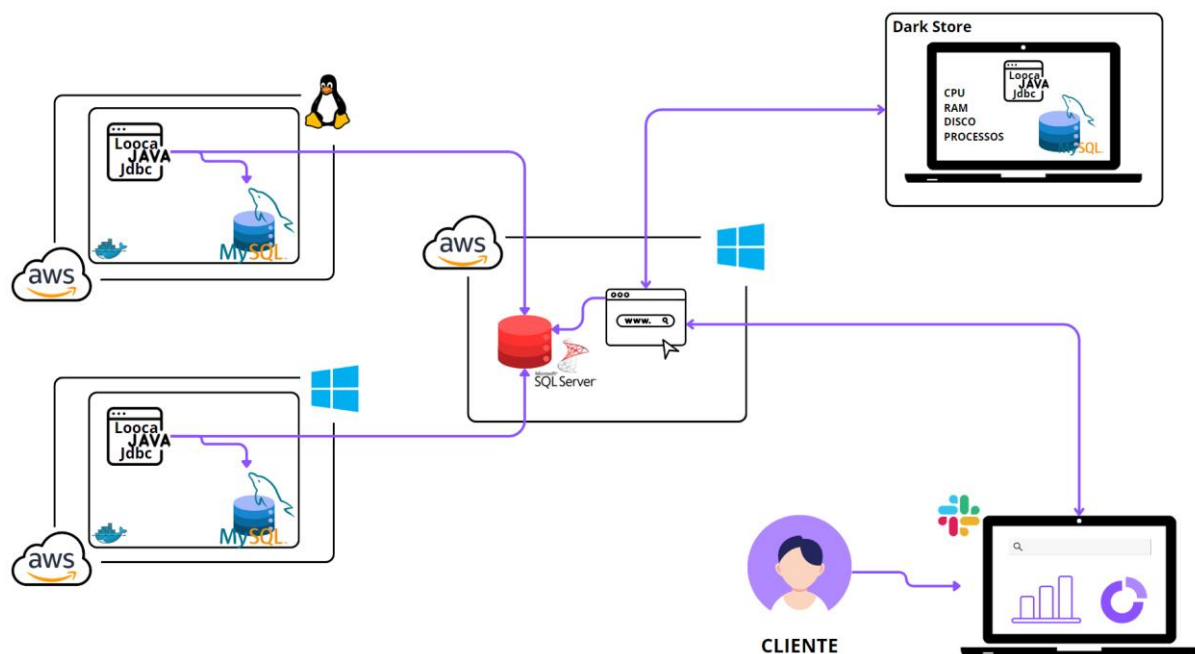 Dark Store
Looca
JAVA
Jdbc
CPU
RAM
DISCO
PROCESSOS
MySQL
Looca
JAVA
Jdbc
MySQL
aws
aws
www.
Microsoft
SQL Server
Looca
JAVA
Jdbc
MySQL
aws
CLIENTE